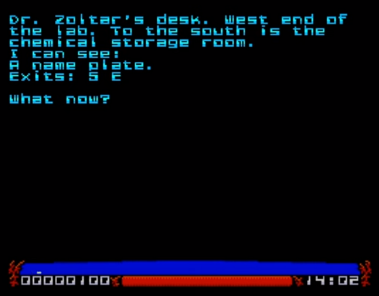 Dr. Zoltar's desk. West end of
the lab. To the south is the
chemical storage room.
I can see:
A name plate.
Exits: S E
What now?
00000100 14:02